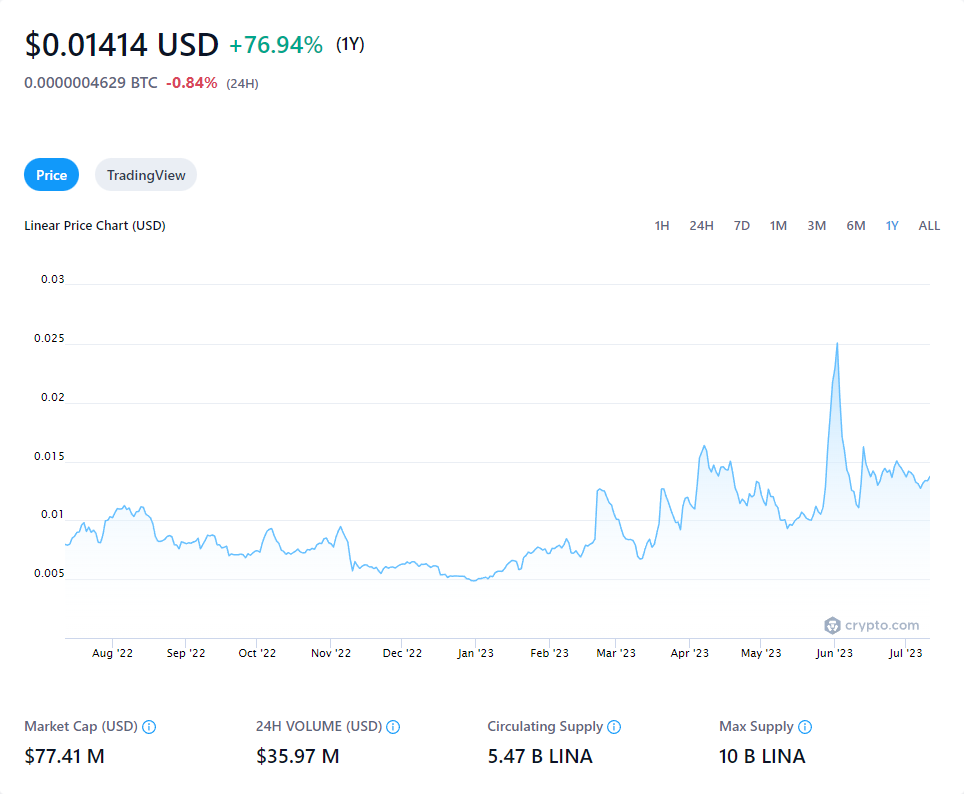 $0.01414 USD +76.94% (1Y)
0.0000004629 BTC -0.84% (24H)
Price TradingView
Linear Price Chart (USD) 1H 24H 7D 1M 3M 6M 1Y ALL
0.03
0.025
0.02
0.015
0.01
0.005
crypto.com
Aug '22 Sep '22 Oct '22 Nov '22 Dec '22 Jan '23 Feb '23 Mar '23 Apr '23 May '23 Jun '23 Jul '23
Market Cap (USD) 24H VOLUME (USD) Circulating Supply Max Supply
$77.41 M $35.97 M 5.47 B LINA 10 B LINA